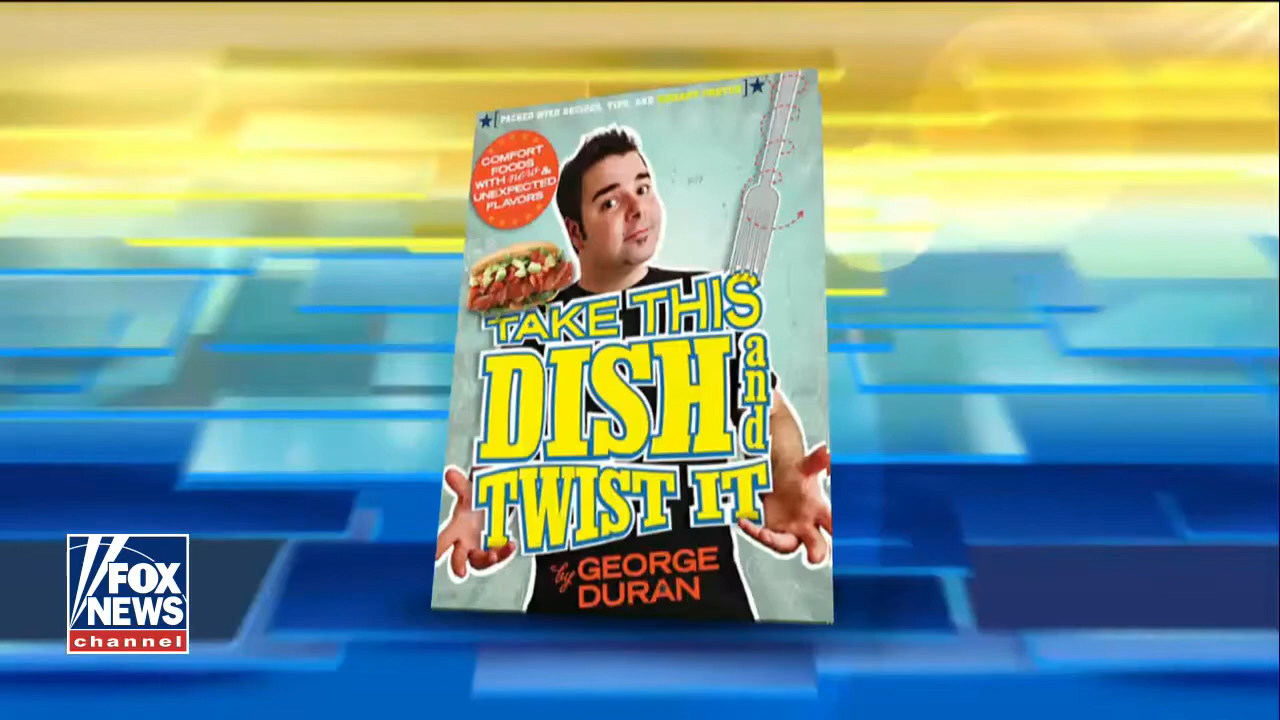 [PACKED WITH RECIPES, TIPS, AND
COMFORT
FOODS
WITH new &
UNEXPECTED
FLAVORS
TAKE THIS
DISH and
TWIST IT
by GEORGE
DURAN
FOX
NEWS
channel